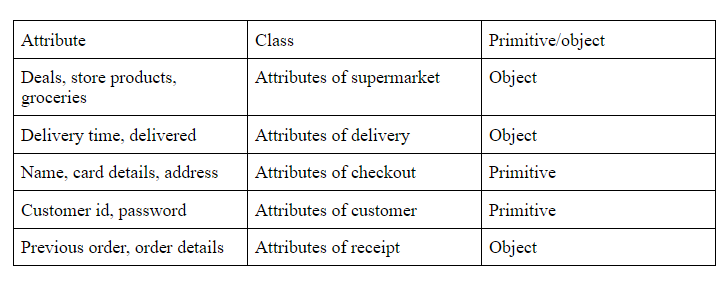 Attribute Class Primitive/object
Deals, store products, Attributes of supermarket Object
groceries
Delivery time, delivered Attributes of delivery Object
Name, card details, address Attributes of checkout Primitive
Customer id, password Attributes of customer Primitive
Previous order, order details Attributes of receipt Object